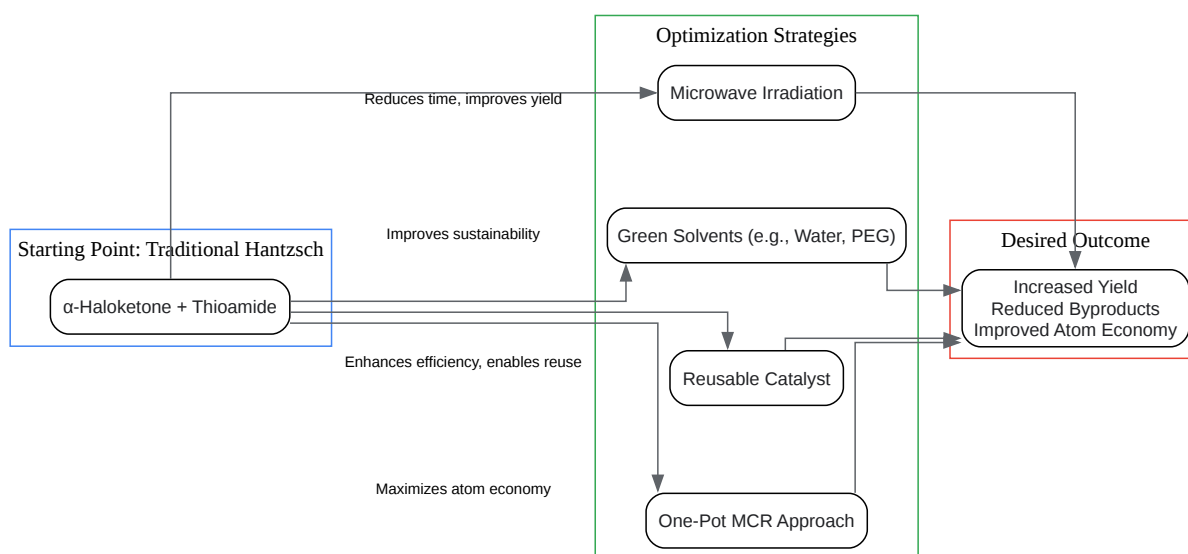 Optimization Strategies
Microwave Irradiation
Reduces time, improves yield
Green Solvents (e.g., Water, PEG)
Improves sustainability
Starting Point: Traditional Hantzsch
α-Haloketone + Thioamide
Desired Outcome
Increased Yield
Reduced Byproducts
Improved Atom Economy
Enhances efficiency, enables reuse
Reusable Catalyst
Maximizes atom economy
One-Pot MCR Approach